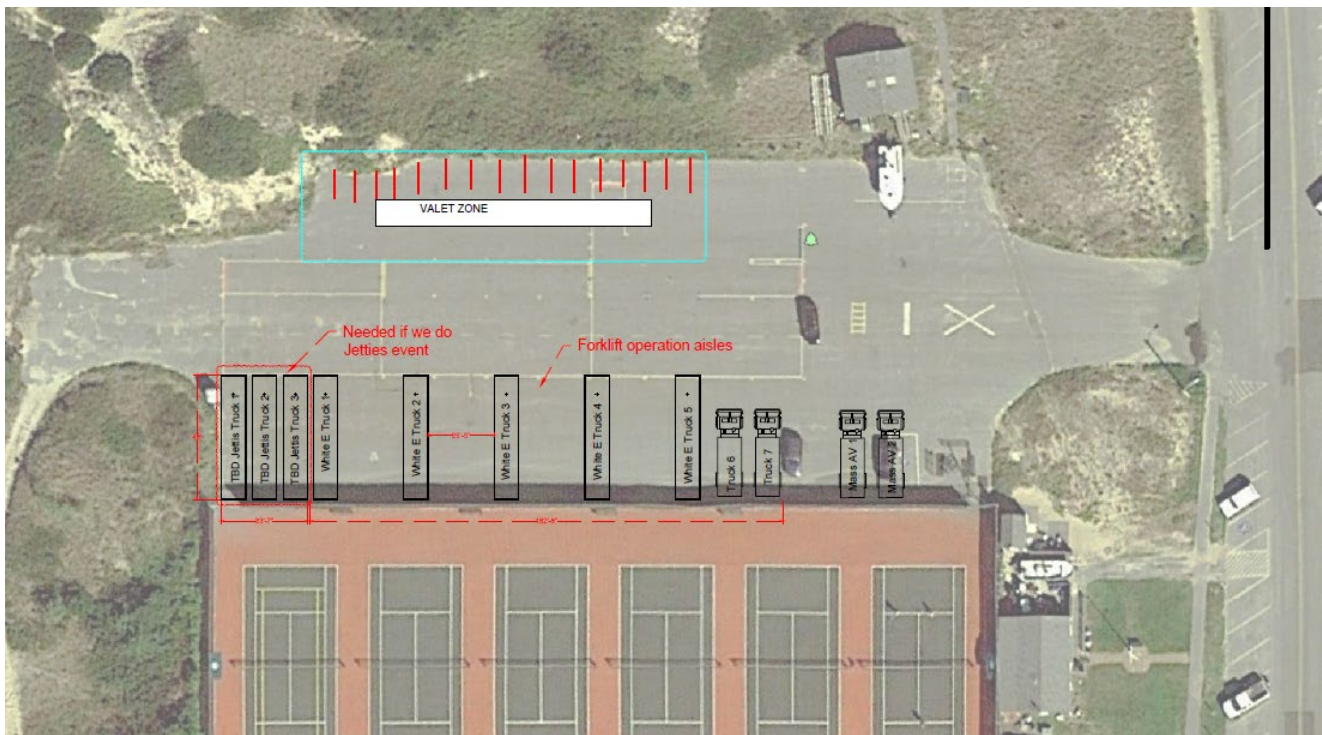 VALET ZONE
Needed if we do
Jetties event
Forklift operation aisles
TBD Jettis Truck 1
TBD Jettis Truck 2
TBD Jettis Truck 3
White E Truck 1
White E Truck 2
White E Truck 3
White E Truck 4
White E Truck 5
Truck 6
Truck 7
Mass AV 1
Mass AV 2